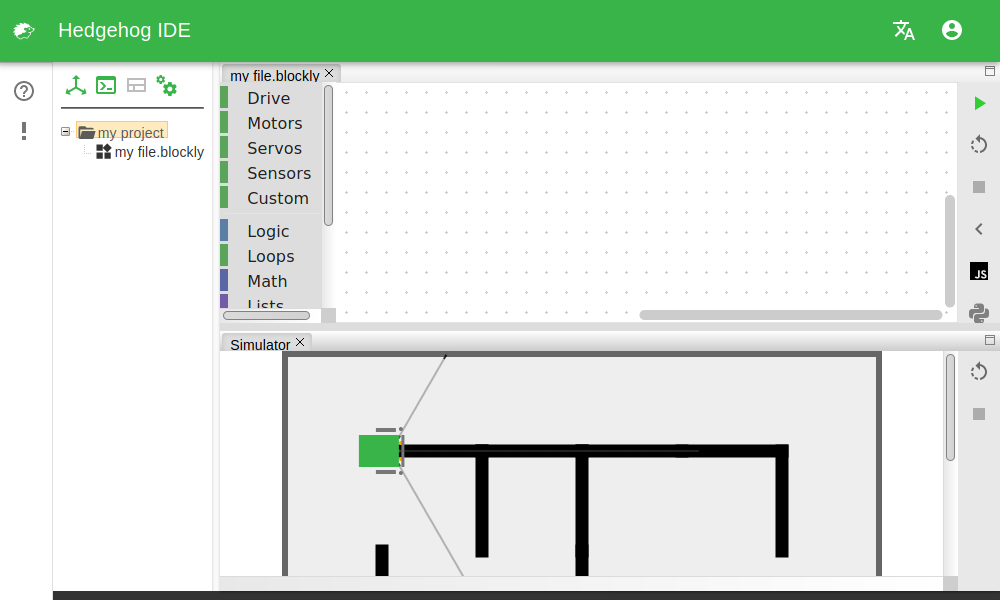 Hedgehog IDE
my project
my file.blockly
my file.blockly
Drive
Motors
Servos
Sensors
Custom
Logic
Loops
Math
Lists
JS
Simulator